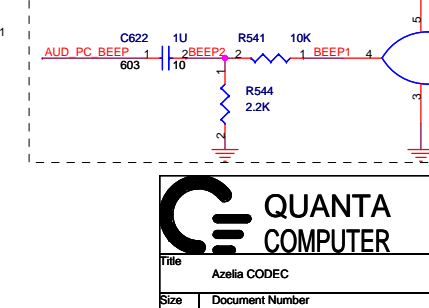 1
5
C622 1U R541 10K
AUD_PC_BEEP 1 2 BEEP2 2 1 BEEP1 4
603 10
1
R544
2.2K
3
2
QUANTA
COMPUTER
Title
Azelia CODEC
Size Document Number